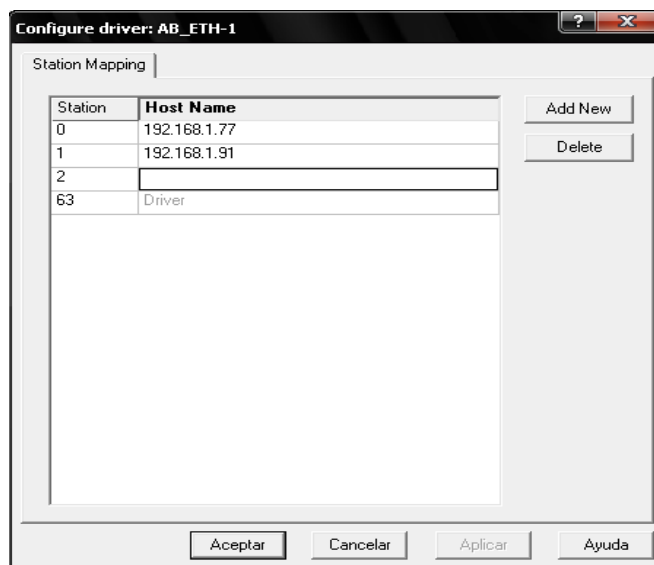 Configure driver: AB_ETH-1
Station Mapping
Station Host Name
0 192.168.1.77
1 192.168.1.91
2
63 Driver
Add New
Delete
Aceptar Cancelar Aplicar Ayuda